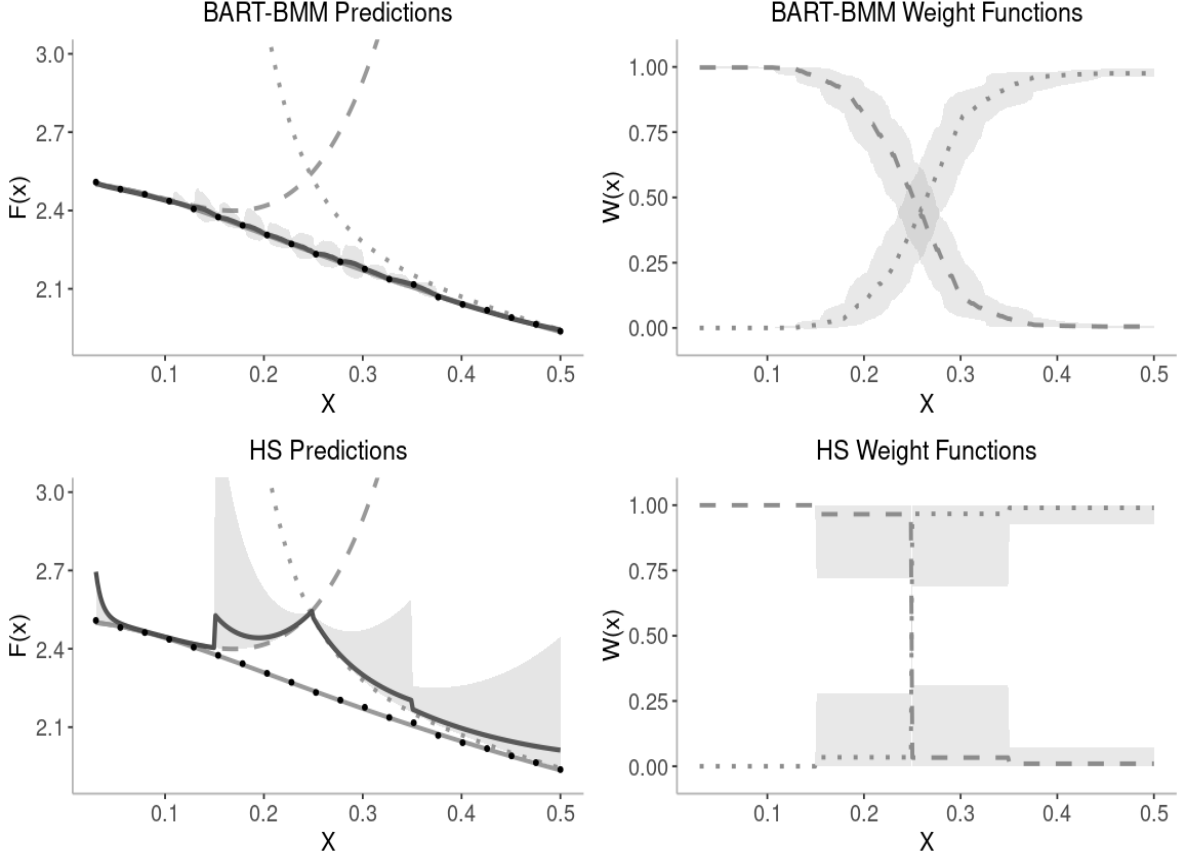 BART-BMM Predictions
BART-BMM Weight Functions
3.0
2.7
2.4
2.1
F(x)
0.1 0.2 0.3 0.4 0.5
X
1.00
0.75
0.50
0.25
0.00
W(x)
0.1 0.2 0.3 0.4 0.5
X
HS Predictions
HS Weight Functions
3.0
2.7
2.4
2.1
F(x)
0.1 0.2 0.3 0.4 0.5
X
1.00
0.75
0.50
0.25
0.00
W(x)
0.1 0.2 0.3 0.4 0.5
X